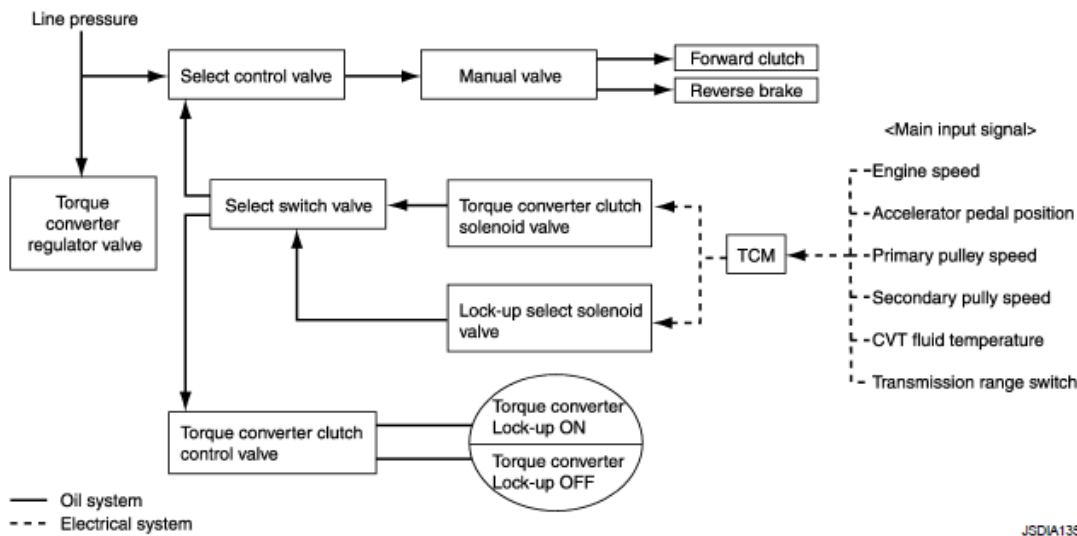 Line pressure
Select control valve
Manual valve
Forward clutch
Reverse brake
<Main input signal>
Engine speed
Accelerator pedal position
Primary pulley speed
Secondary pully speed
CVT fluid temperature
Transmission range switch
TCM
Torque
converter
regulator valve
Select switch valve
Torque converter clutch
solenoid valve
Lock-up select solenoid
valve
Torque converter clutch
control valve
Torque converter
Lock-up ON
Torque converter
Lock-up OFF
Oil system
Electrical system
JSDIA135